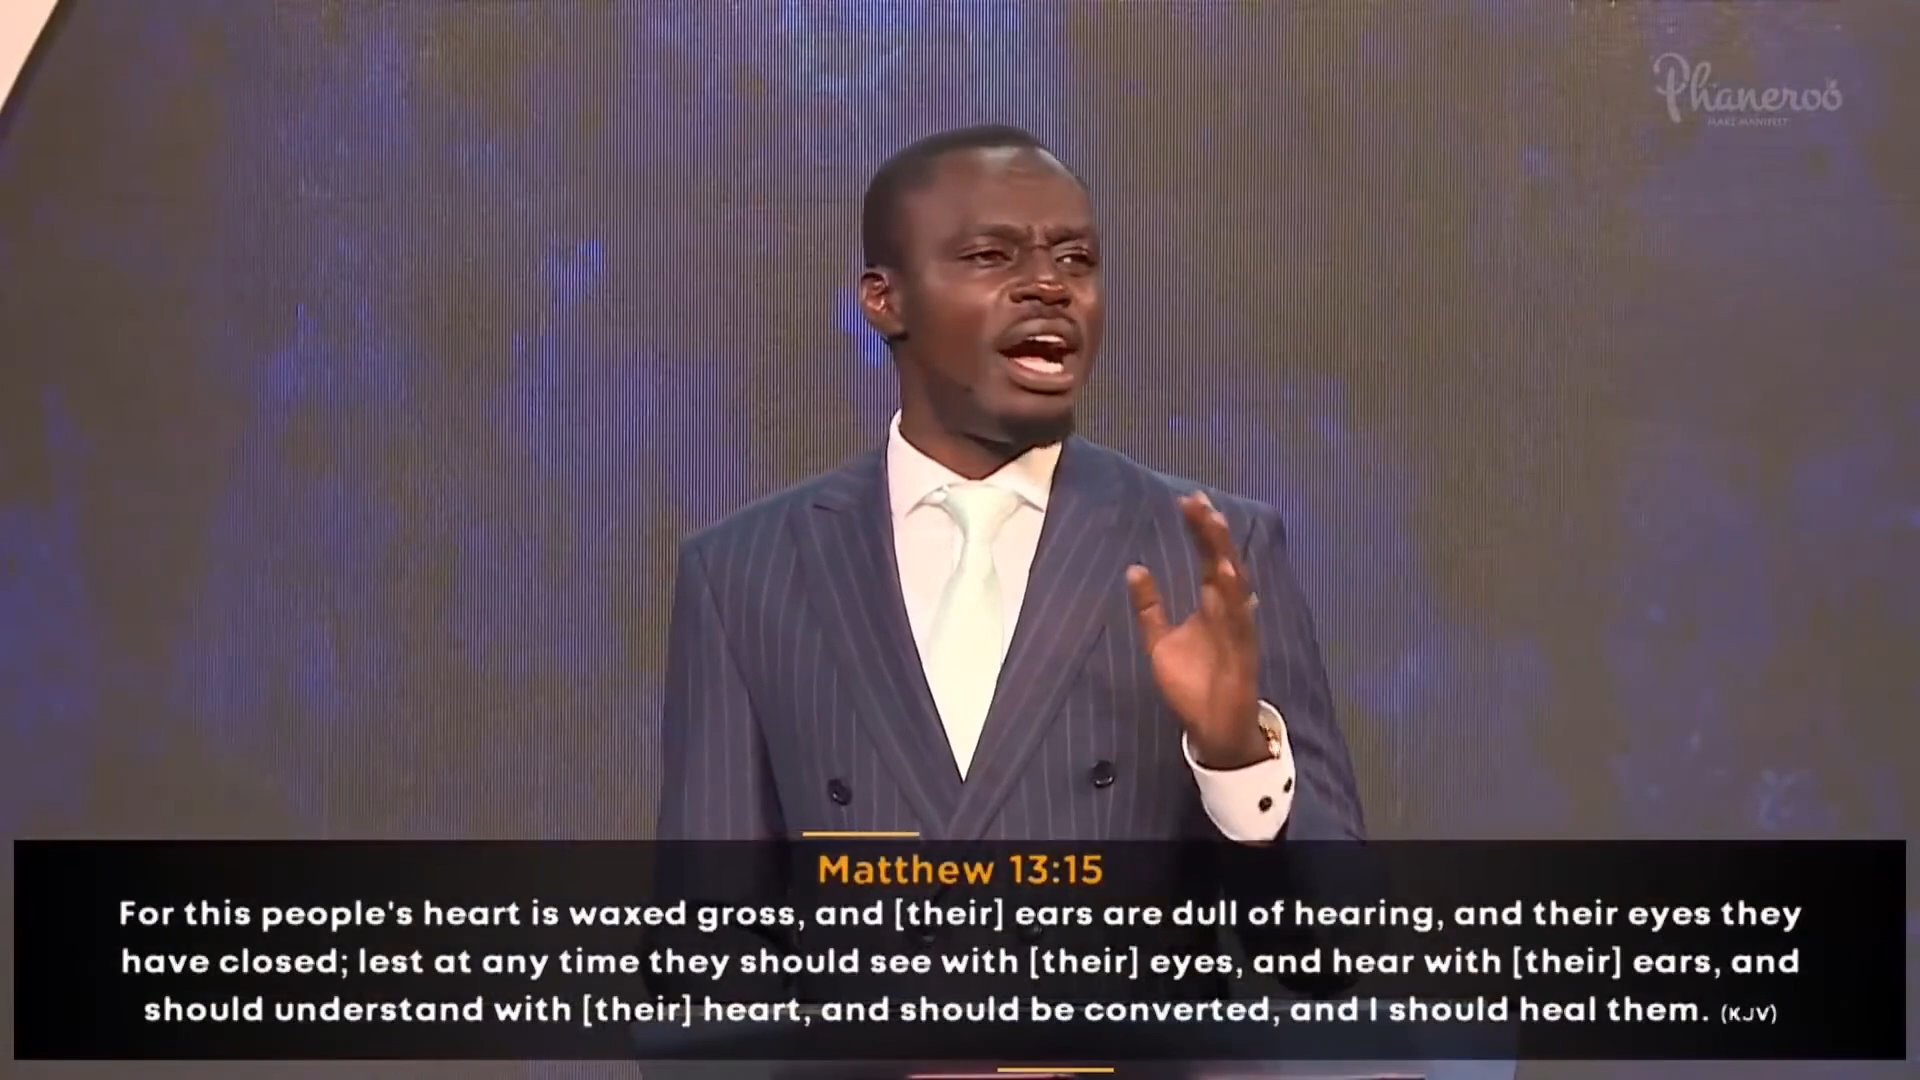 Phaneroo
MAKE MANIFEST
Matthew 13:15
For this people's heart is waxed gross, and [their] ears are dull of hearing, and their eyes they
have closed; lest at any time they should see with [their] eyes, and hear with [their] ears, and
should understand with [their] heart, and should be converted, and I should heal them. (KJV)